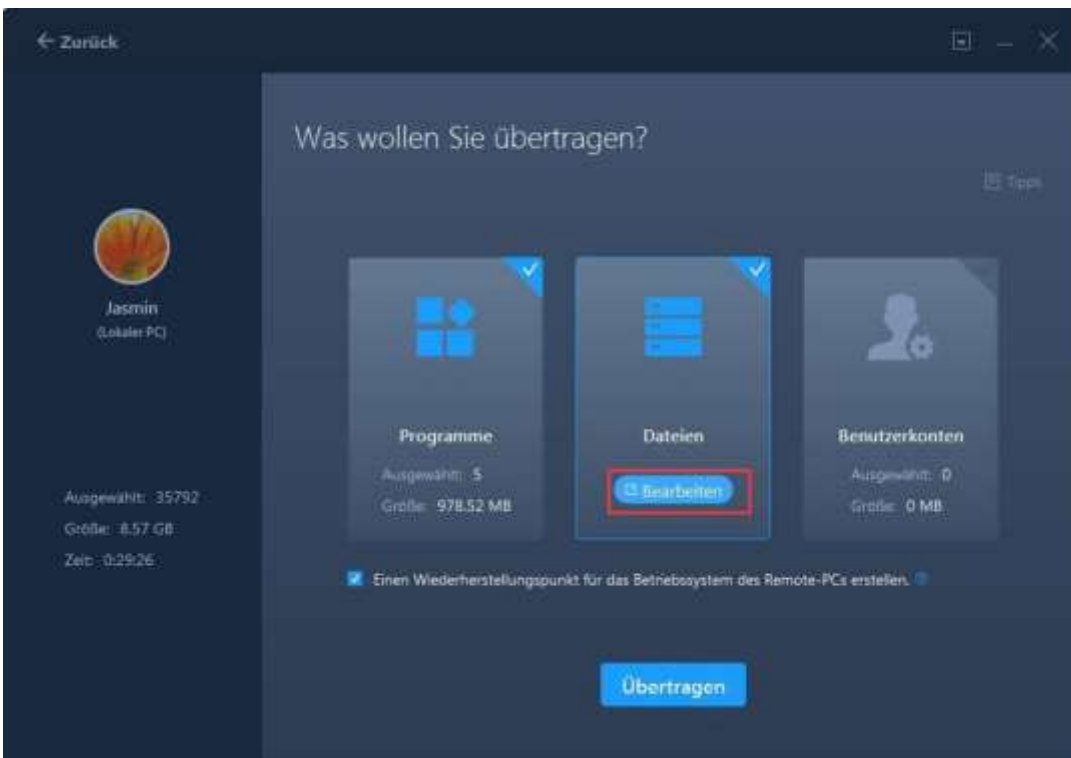 Zurück
Was wollen Sie übertragen?
Tipps
Jasmin
(Lokaler PC)
Programme
Ausgewählt: 5
Größe: 978.52 MB
Dateien
Bearbeiten
Benutzerkonten
Ausgewählt: 0
Größe: 0 MB
Ausgewählt: 35792
Größe: 8.57 GB
Zeit: 0:29:26
Einen Wiederherstellungspunkt für das Betriebssystem des Remote-PCs erstellen.
Übertragen